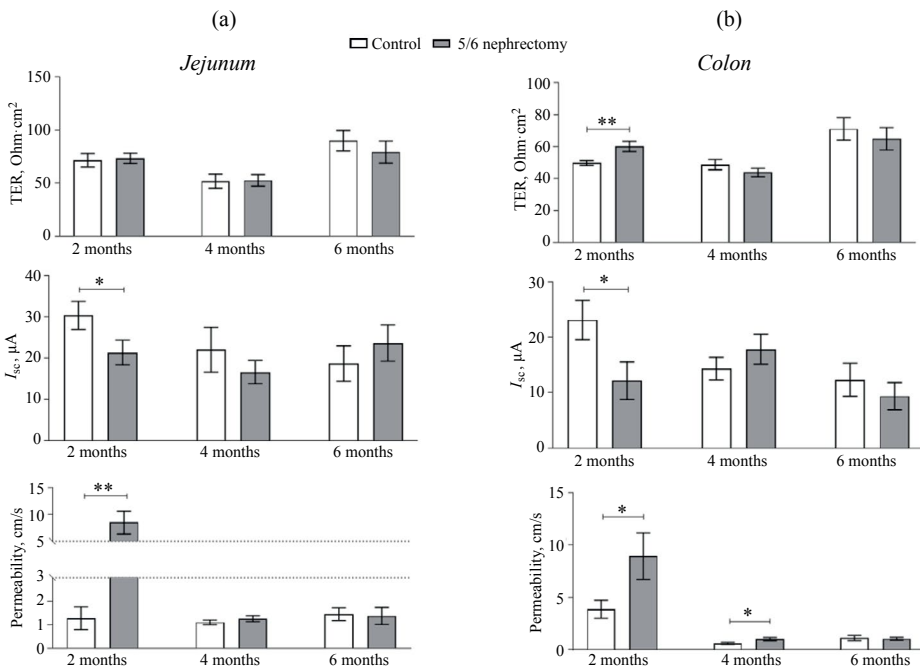 (a)
(b)
Control 5/6 nephrectomy
Jejunum
Colon
TER, Ohm·cm²
150
100
50
0
2 months 4 months 6 months
TER, Ohm·cm²
100
80
60
40
20
0
**
2 months 4 months 6 months
Isc, µA
40
30
20
10
0
*
2 months 4 months 6 months
Isc, µA
30
20
10
0
*
2 months 4 months 6 months
Permeability, cm/s
15
10
5
3
2
1
0
**
2 months 4 months 6 months
Permeability, cm/s
15
10
5
0
*
*
2 months 4 months 6 months